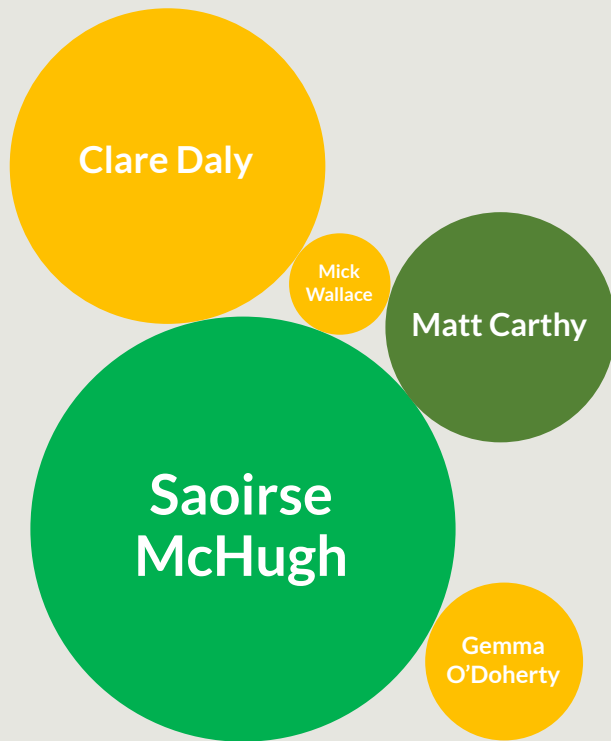 Clare Daly
Mick
Wallace
Matt Carthy
Saoirse
McHugh
Gemma
O’Doherty